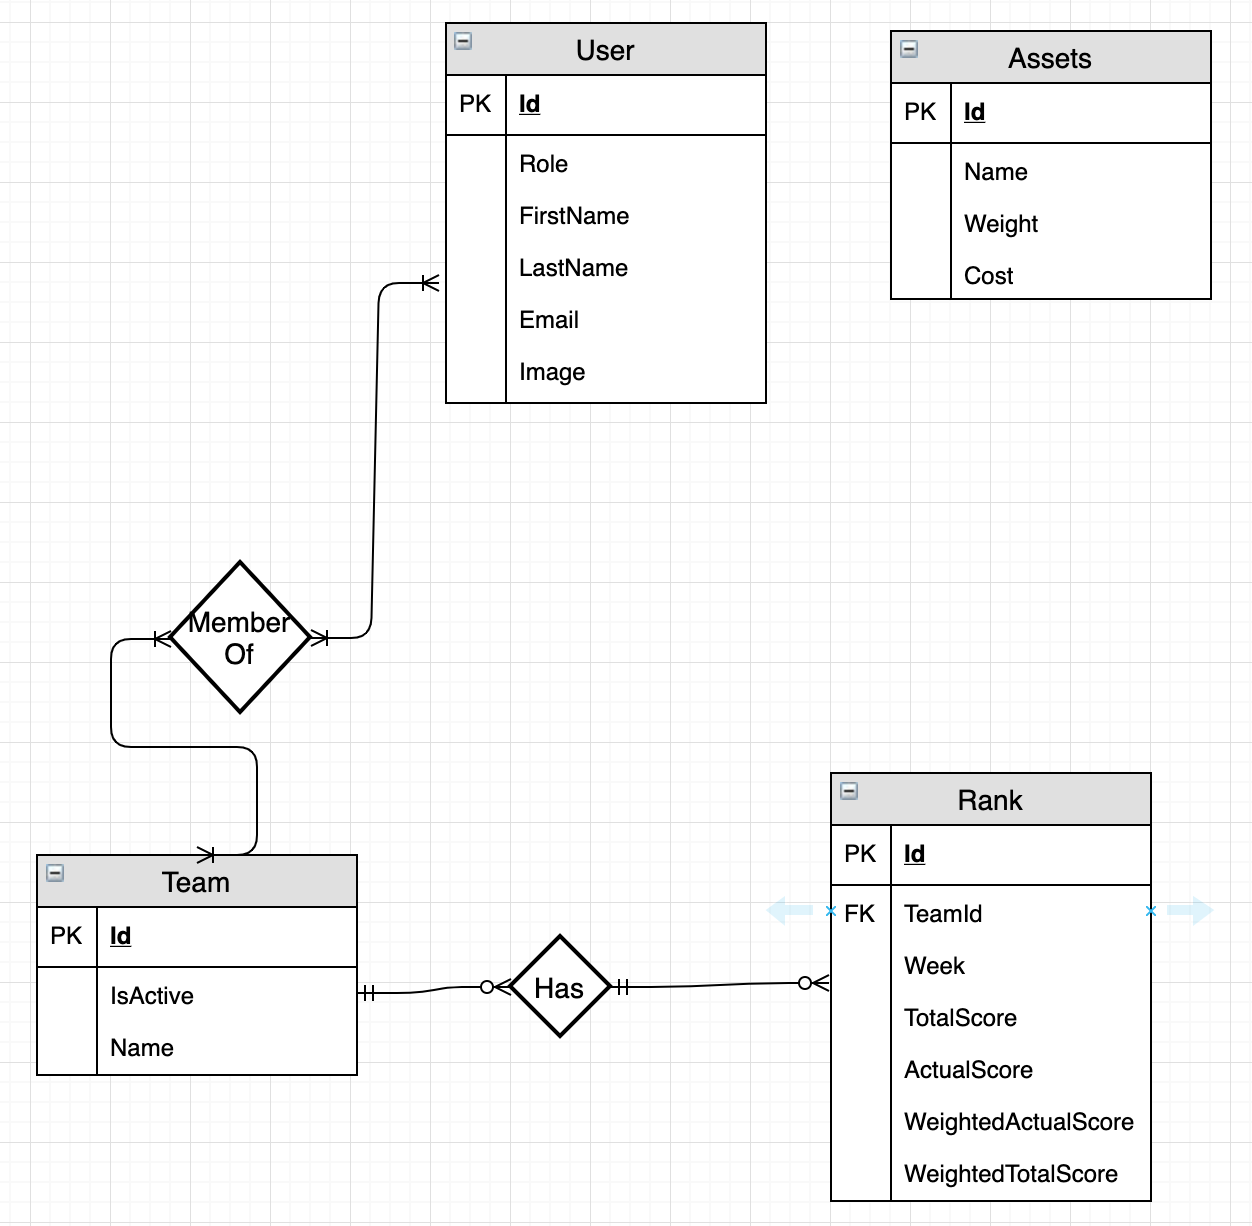 User
PK Id
Role
FirstName
LastName
Email
Image
Assets
PK Id
Name
Weight
Cost
Member
Of
Team
PK Id
IsActive
Name
Has
Rank
PK Id
FK TeamId
Week
TotalScore
ActualScore
WeightedActualScore
WeightedTotalScore